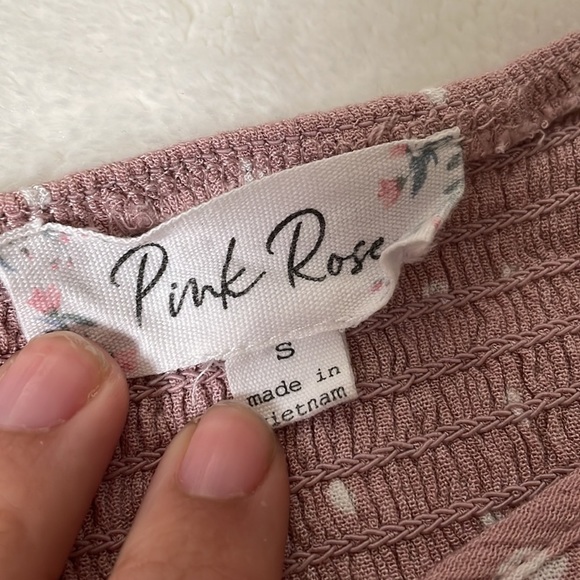 Pink Rose
S
made in
ietnam